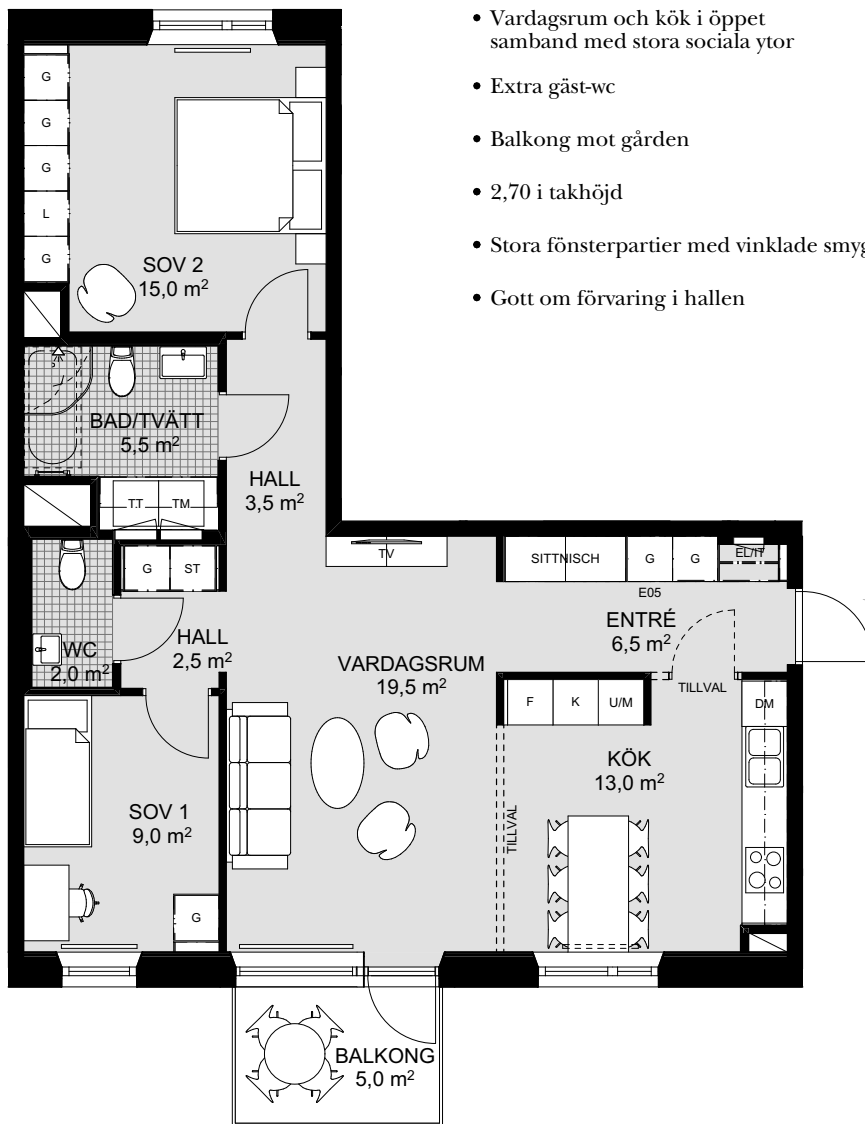 • Vardagsrum och kök i öppet
samband med stora sociala ytor
• Extra gäst-wc
• Balkong mot gården
• 2,70 i takhöjd
• Stora fönsterpartier med vinklade smyg
• Gott om förvaring i hallen
G
G
G
L
G
SOV 2
15,0 m²
BAD/TVÄTT
5,5 m²
HALL
3,5 m²
TT
TM
G
ST
TV
SITTNISCH
G
G
EL/IT
E05
ENTRÉ
6,5 m²
WC
2,0 m²
HALL
2,5 m²
VARDAGSRUM
19,5 m²
TILLVAL
F
K
U/M
DM
KÖK
13,0 m²
TILLVAL
SOV 1
9,0 m²
G
BALKONG
5,0 m²